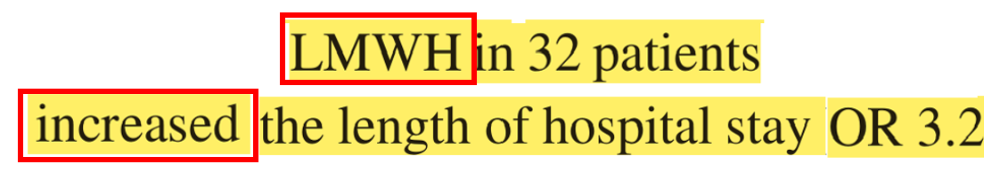 LMWH in 32 patients
increased the length of hospital stay OR 3.2